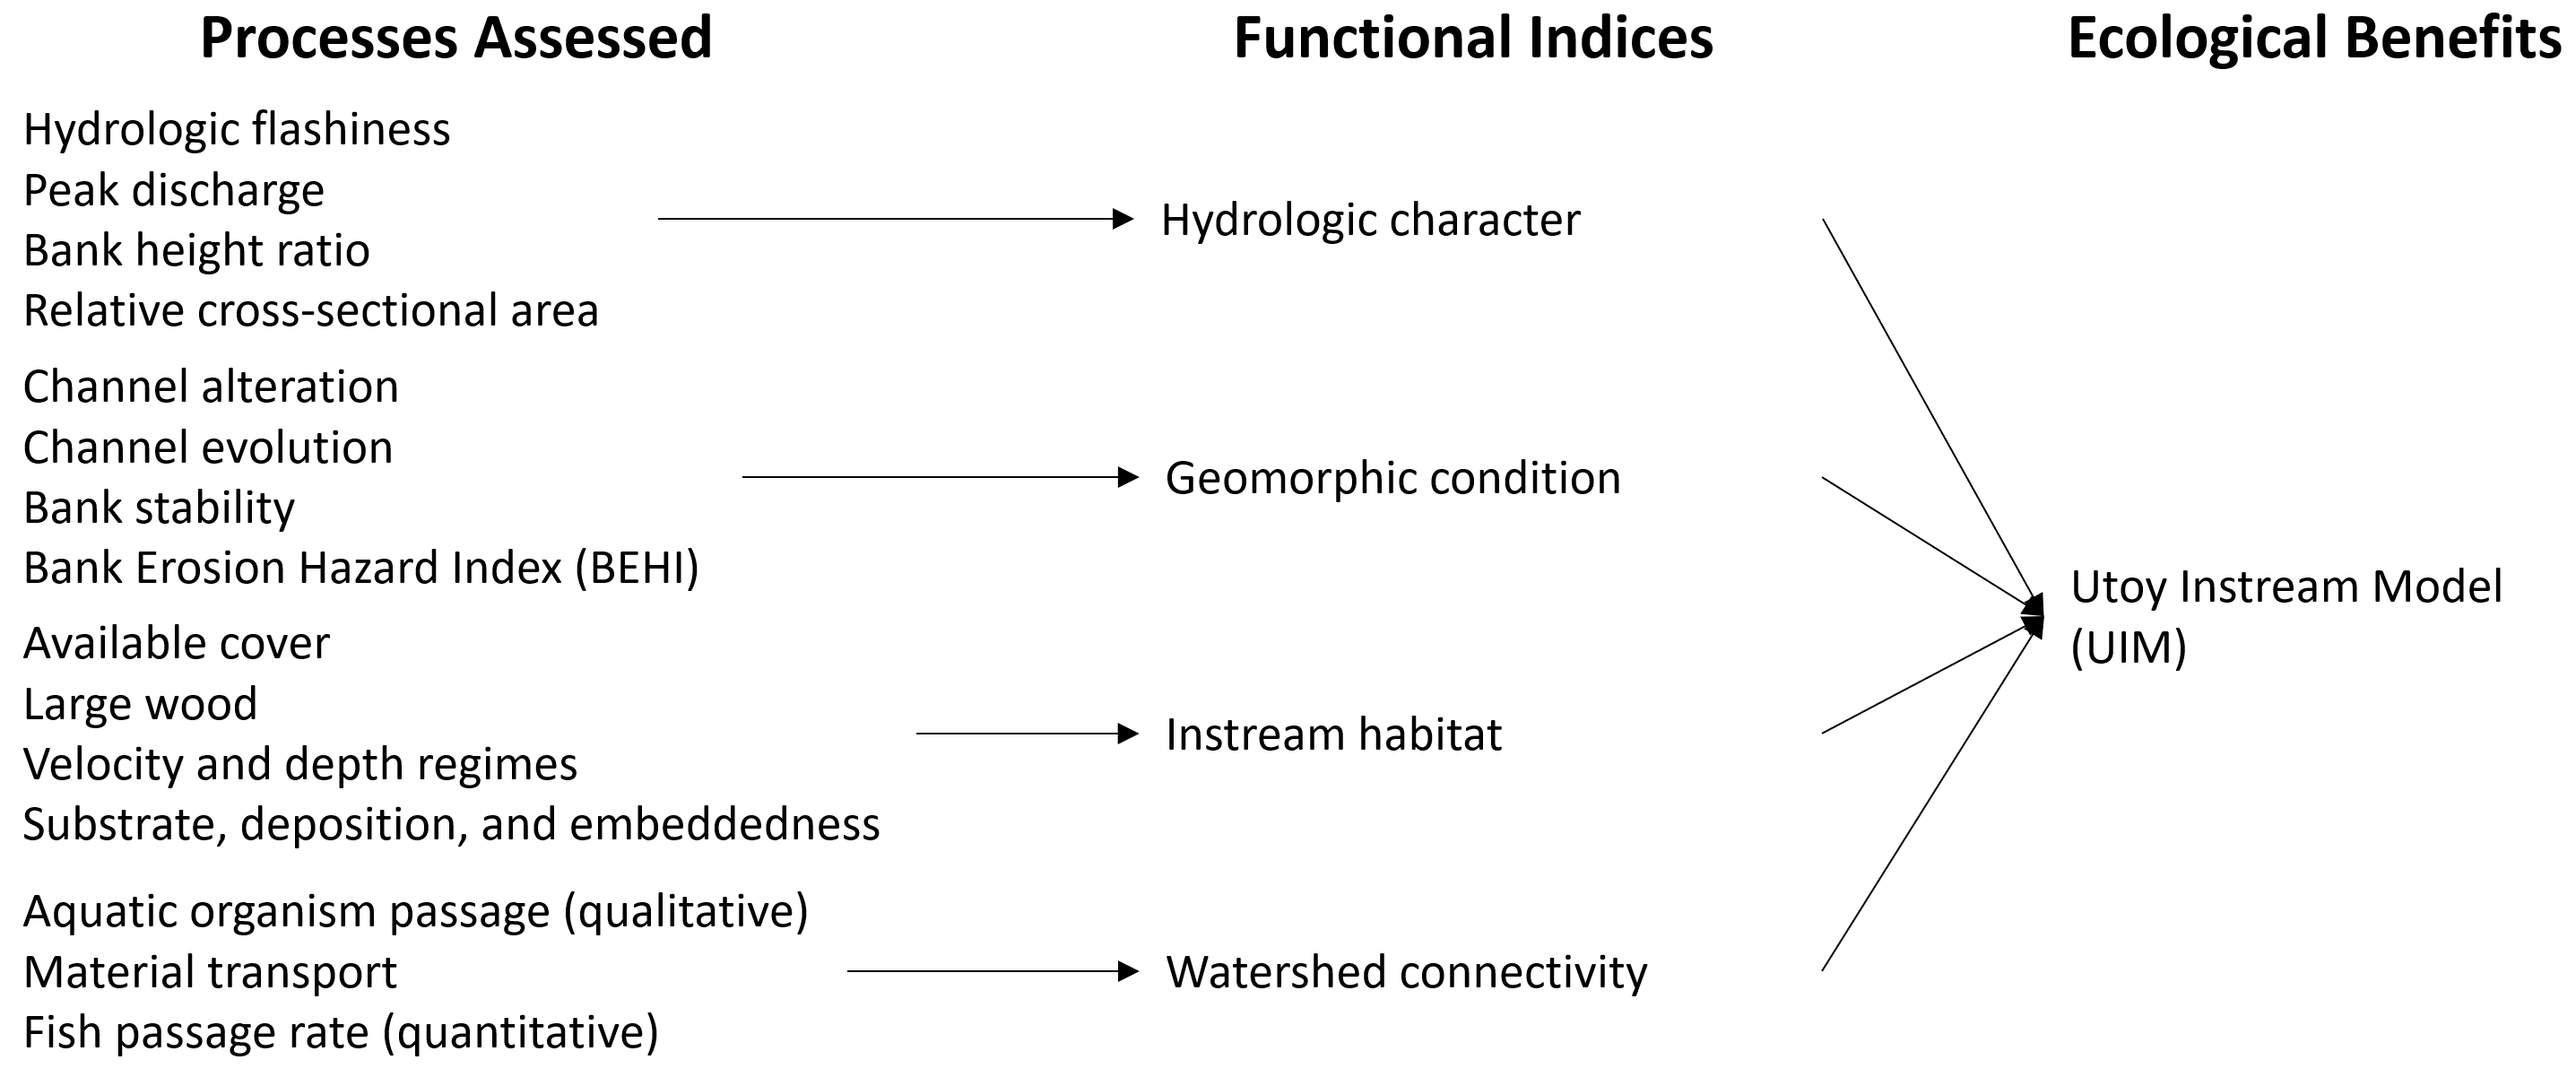 Processes Assessed
Functional Indices
Ecological Benefits
Hydrologic flashiness
Peak discharge
Bank height ratio
Relative cross-sectional area
Hydrologic character
Channel alteration
Channel evolution
Bank stability
Bank Erosion Hazard Index (BEHI)
Geomorphic condition
Available cover
Large wood
Velocity and depth regimes
Substrate, deposition, and embeddedness
Instream habitat
Aquatic organism passage (qualitative)
Material transport
Fish passage rate (quantitative)
Watershed connectivity
Utoy Instream Model
(UIM)